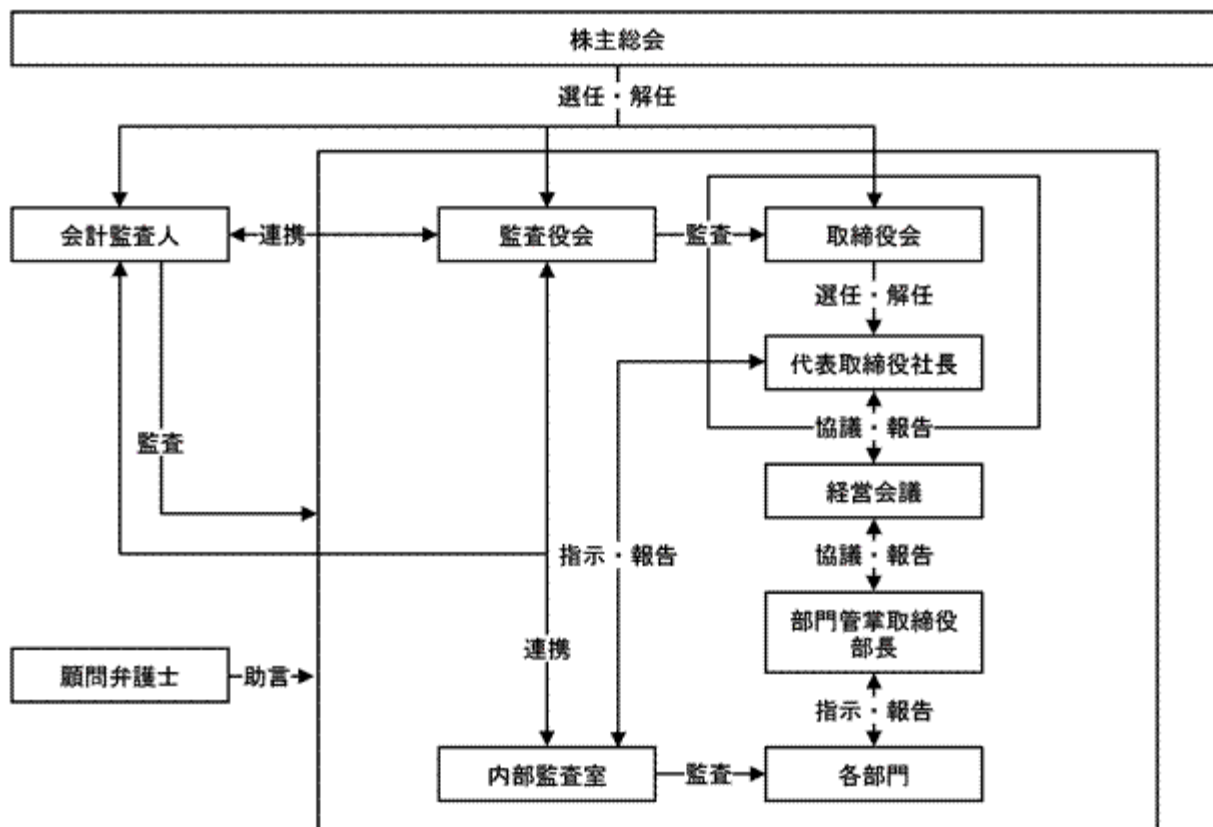 株主総会
選任・解任
会計監査人
連携
監査役会
監査
取締役会
選任・解任
代表取締役社長
協議・報告
監査
経営会議
指示・報告
協議・報告
部門管掌取締役
部長
連携
顧問弁護士
助言
指示・報告
内部監査室
監査
各部門